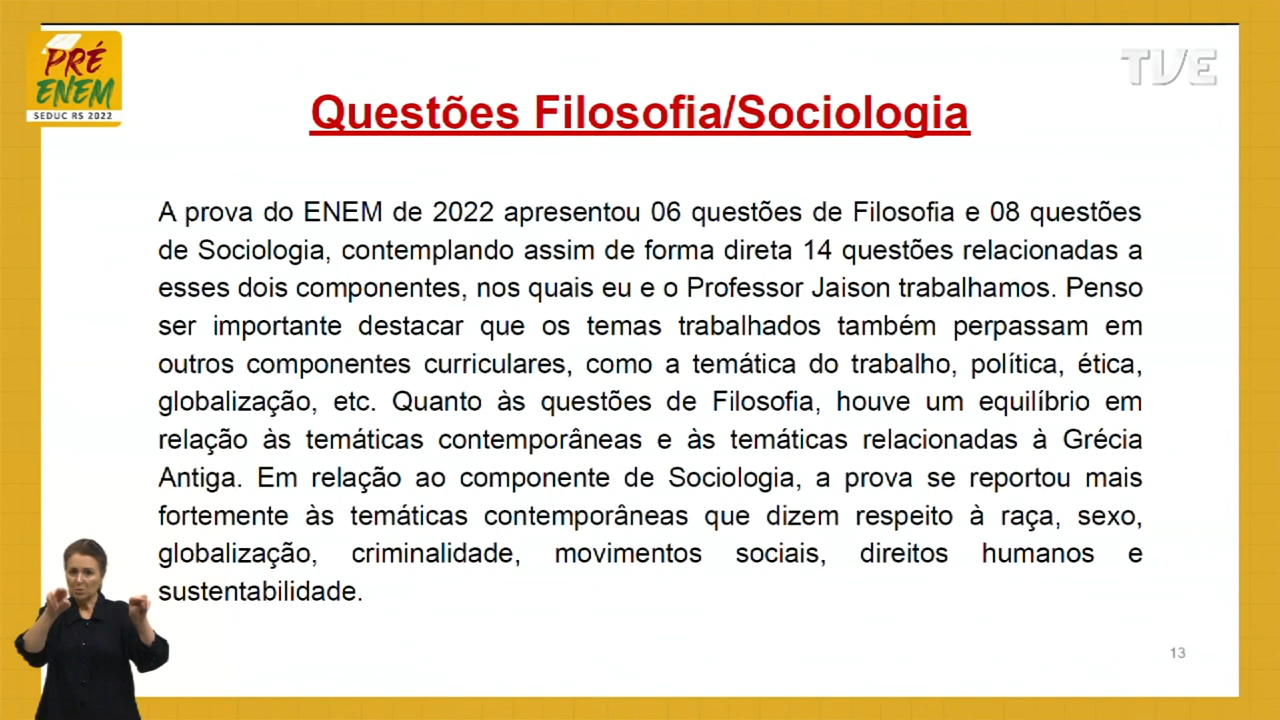 PRÉ
ENEM
SEDUC RS 2022
TVE
Questões Filosofia/Sociologia
A prova do ENEM de 2022 apresentou 06 questões de Filosofia e 08 questões
de Sociologia, contemplando assim de forma direta 14 questões relacionadas a
esses dois componentes, nos quais eu e o Professor Jaison trabalhamos. Penso
ser importante destacar que os temas trabalhados também perpassam em
outros componentes curriculares, como a temática do trabalho, política, ética,
globalização, etc. Quanto às questões de Filosofia, houve um equilíbrio em
relação às temáticas contemporâneas e às temáticas relacionadas à Grécia
Antiga. Em relação ao componente de Sociologia, a prova se reportou mais
fortemente às temáticas contemporâneas que dizem respeito à raça, sexo,
globalização, criminalidade, movimentos sociais, direitos humanos e
sustentabilidade.
13